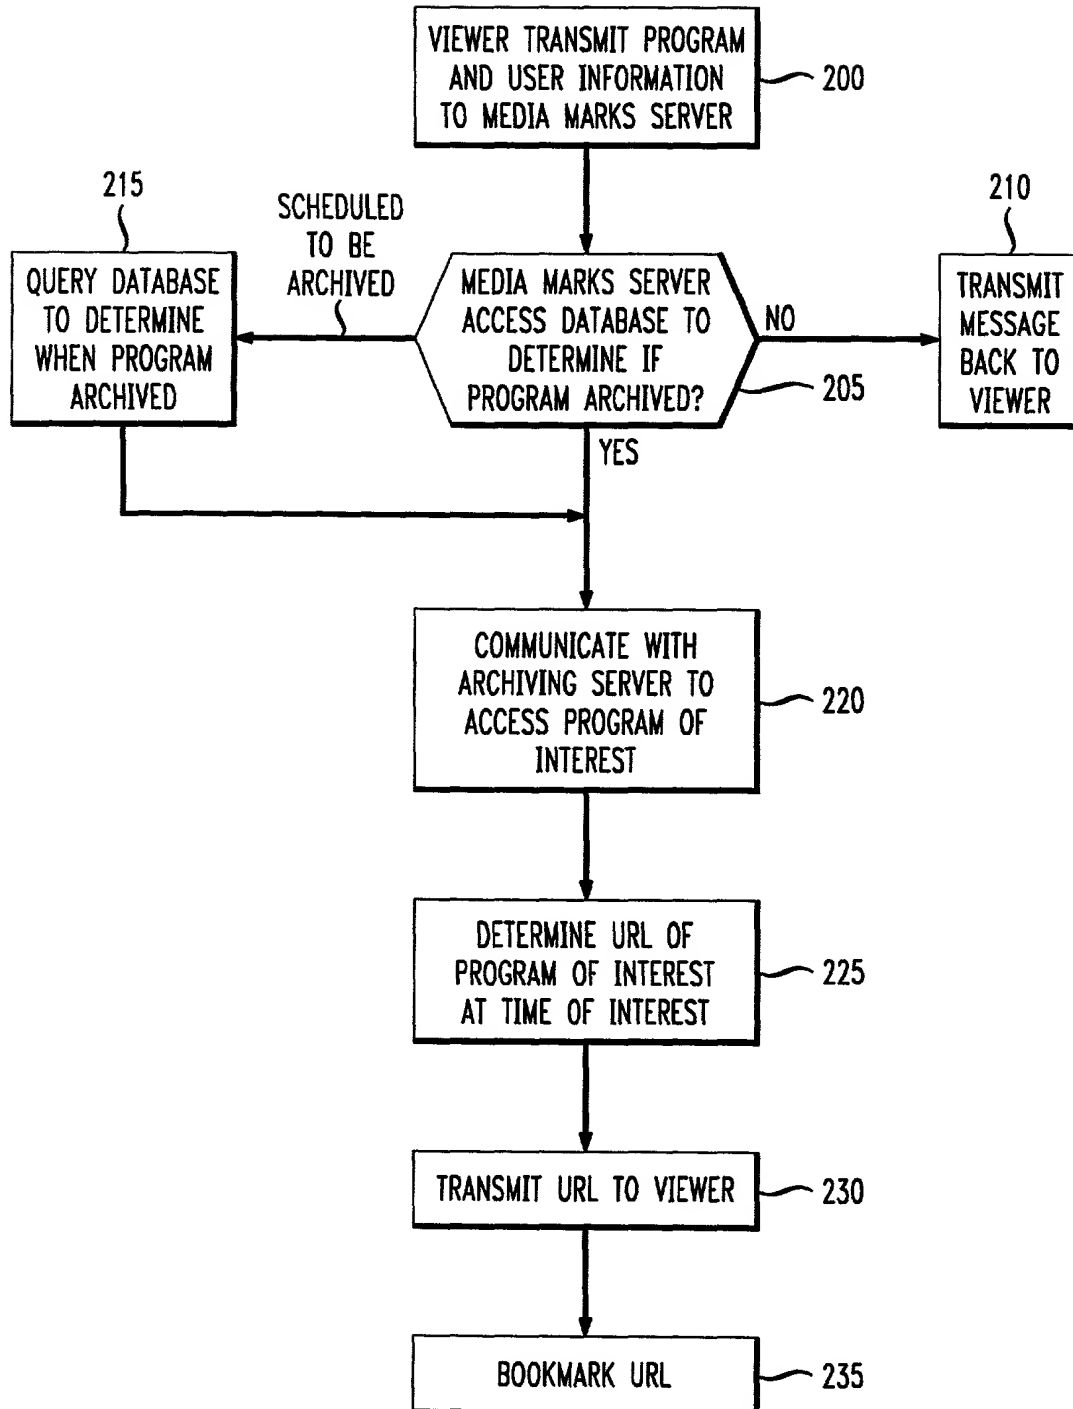 VIEWER TRANSMIT PROGRAM
AND USER INFORMATION
TO MEDIA MARKS SERVER
200
215
SCHEDULED
TO BE
ARCHIVED
210
QUERY DATABASE
TO DETERMINE
WHEN PROGRAM
ARCHIVED
MEDIA MARKS SERVER
ACCESS DATABASE TO
DETERMINE IF
PROGRAM ARCHIVED?
205
NO
TRANSMIT
MESSAGE
BACK TO
VIEWER
YES
COMMUNICATE WITH
ARCHIVING SERVER TO
ACCESS PROGRAM OF
INTEREST
220
DETERMINE URL OF
PROGRAM OF INTEREST
AT TIME OF INTEREST
225
TRANSMIT URL TO VIEWER
230
BOOKMARK URL
235